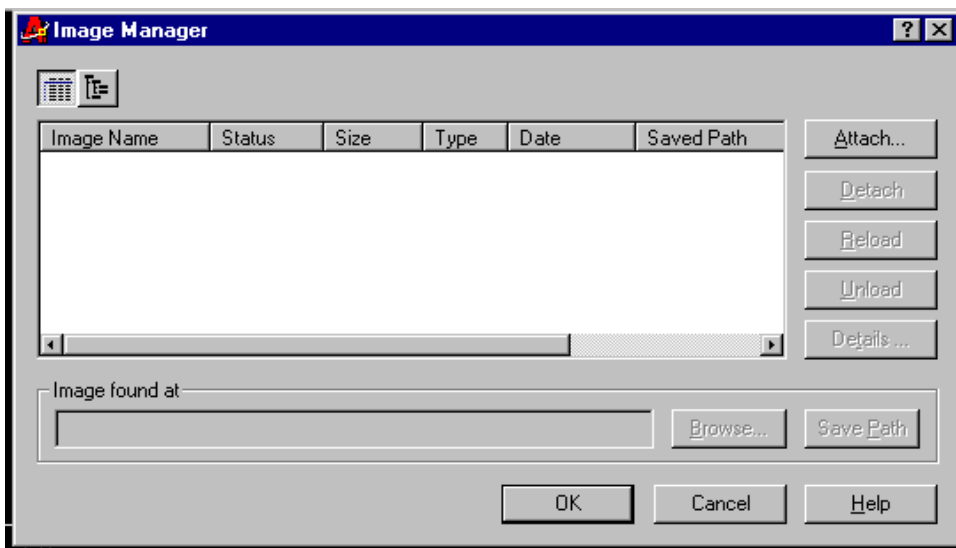 Image Manager
Image Name Status Size Type Date Saved Path
Attach...
Detach
Reload
Unload
Details ...
Image found at
Browse... Save Path
OK Cancel Help